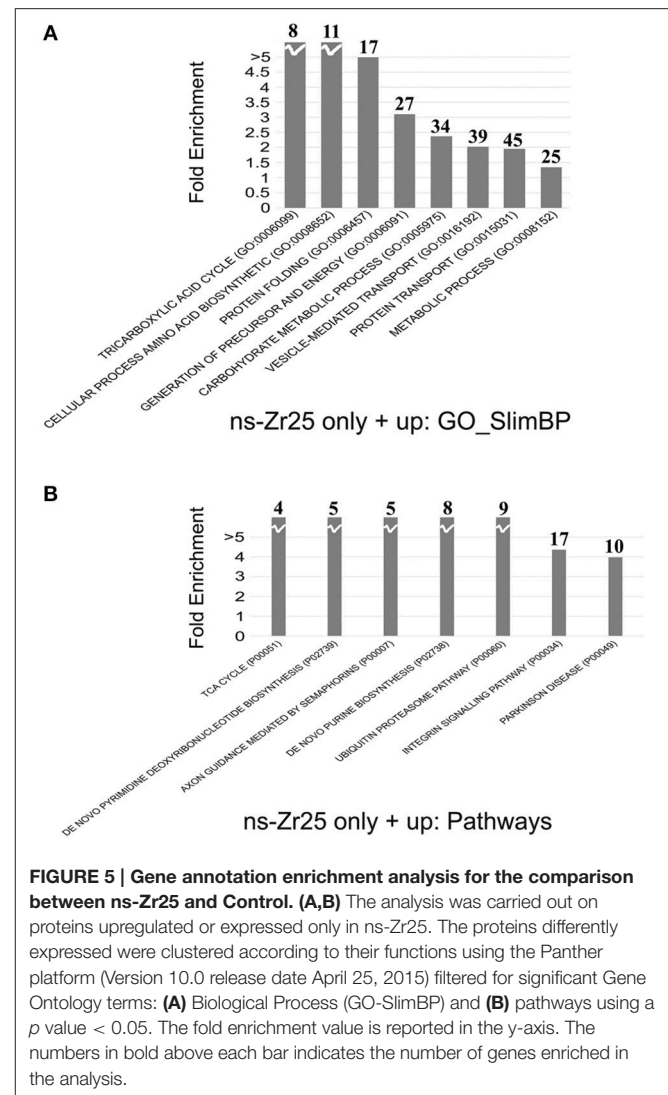 A
8 11 17 27 34 39 45 25
Fold Enrichment
>5
4.5
4
3.5
3
2.5
2
1.5
1
0.5
0
TRICARBOXYLIC ACID CYCLE (GO:0006099)
CELLULAR PROCESS AMINO ACID BIOSYNTHETIC (GO:0008652)
PROTEIN FOLDING (GO:0006457)
GENERATION OF PRECURSOR AND ENERGY (GO:0006091)
CARBOHYDRATE METABOLIC PROCESS (GO:0005975)
VESICLE-MEDIATED TRANSPORT (GO:0016192)
PROTEIN TRANSPORT (GO:0015031)
METABOLIC PROCESS (GO:0008152)
ns-Zr25 only + up: GO_SlimBP
B
4 5 5 8 9 17 10
Fold Enrichment
>5
4
3
2
1
0
TCA CYCLE (P00051)
DE NOVO PYRIMIDINE DEOXYRIBONUCLEOTIDE BIOSYNTHESIS (P02739)
AXON GUIDANCE MEDIATED BY SEMAPHORINS (P00007)
DE NOVO PURINE BIOSYNTHESIS (P02738)
UBIQUITIN PROTEASOME PATHWAY (P00060)
INTEGRIN SIGNALLING PATHWAY (P00034)
PARKINSON DISEASE (P00049)
ns-Zr25 only + up: Pathways
FIGURE 5 | Gene annotation enrichment analysis for the comparison
between ns-Zr25 and Control. (A,B) The analysis was carried out on
proteins upregulated or expressed only in ns-Zr25. The proteins differently
expressed were clustered according to their functions using the Panther
platform (Version 10.0 release date April 25, 2015) filtered for significant Gene
Ontology terms: (A) Biological Process (GO-SlimBP) and (B) pathways using a
p value < 0.05. The fold enrichment value is reported in the y-axis. The
numbers in bold above each bar indicates the number of genes enriched in
the analysis.